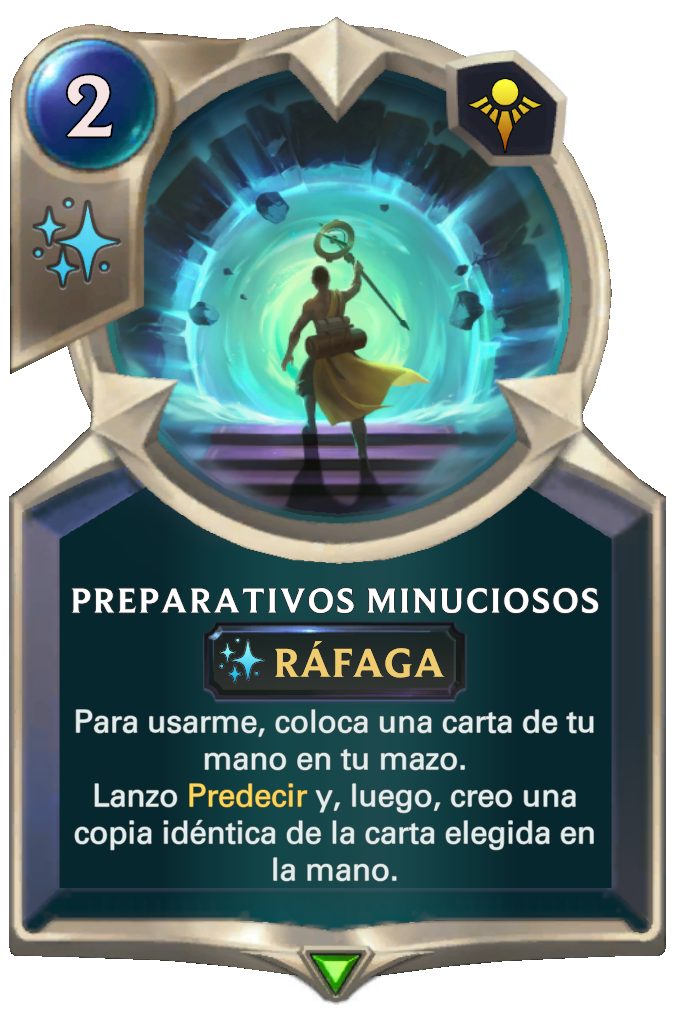 2
PREPARATIVOS MINUCIOSOS
RÁFAGA
Para usarme, coloca una carta de tu
mano en tu mazo.
Lanzo Predecir y, luego, creo una
copia idéntica de la carta elegida en
la mano.